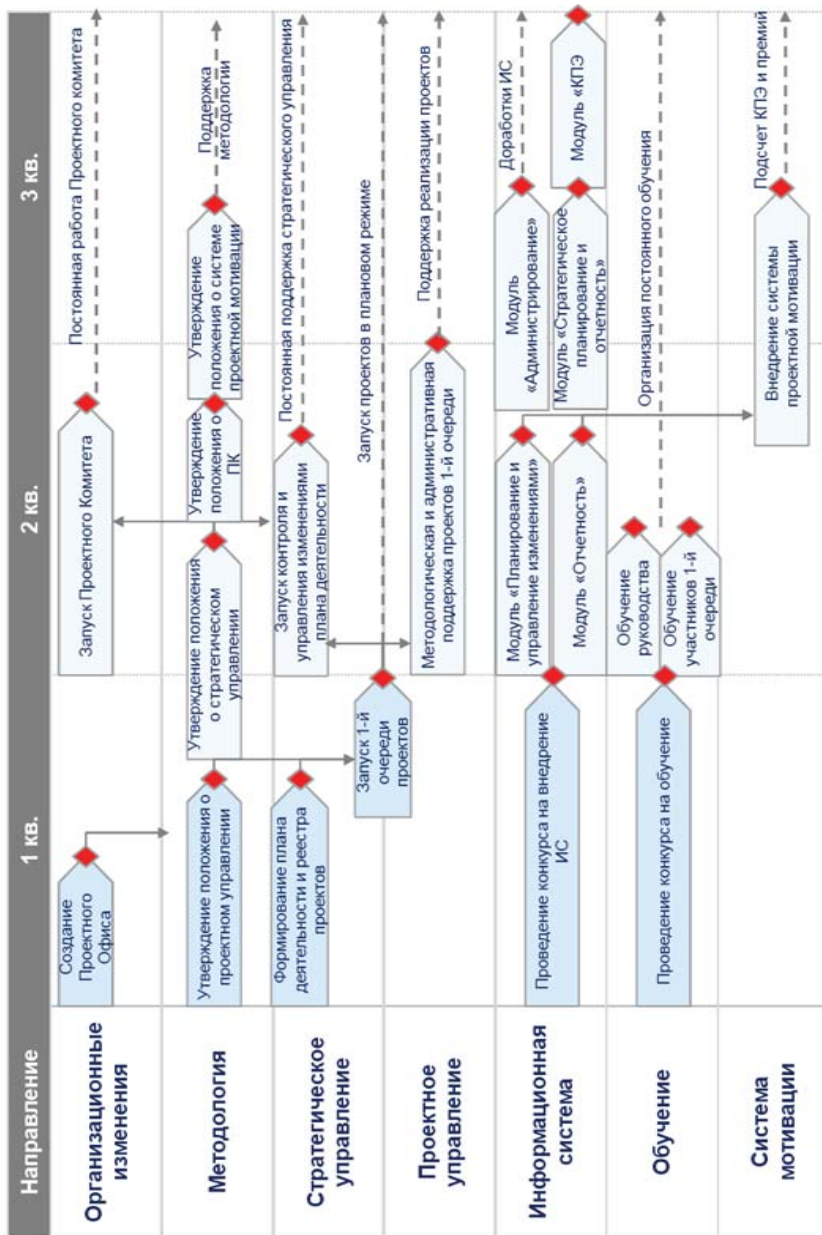 Направление
1 кв.
2 кв.
3 кв.
Организационные
изменения
Создание
Проектного
Офиса
Запуск Проектного Комитета
Постоянная работа Проектного комитета
Методология
Утверждение положения о
проектном управлении
Утверждение положения
о стратегическом
управлении
Утверждение
положения о
ПК
Утверждение
положения о системе
проектной мотивации
Поддержка
методологии
Стратегическое
управление
Формирование плана
деятельности и реестра
проектов
Запуск контроля и
управления изменениями
плана деятельности
Постоянная поддержка стратегического управления
Запуск 1-й
очереди
проектов
Запуск проектов в плановом режиме
Проектное
управление
Методологическая и административная
поддержка проектов 1-й очереди
Поддержка реализации проектов
Информационная
система
Проведение конкурса на внедрение
ИС
Модуль «Планирование и
управление изменениями»
Модуль «Отчетность»
Модуль
«Администрирование»
Модуль «Стратегическое
планирование и
отчетность»
Доработки ИС
Модуль «КПЭ
Обучение
Проведение конкурса на обучение
Обучение
руководства
Обучение
участников 1-й
очереди
Организация постоянного обучения
Система
мотивации
Внедрение системы
проектной мотивации
Подсчет КПЭ и премий